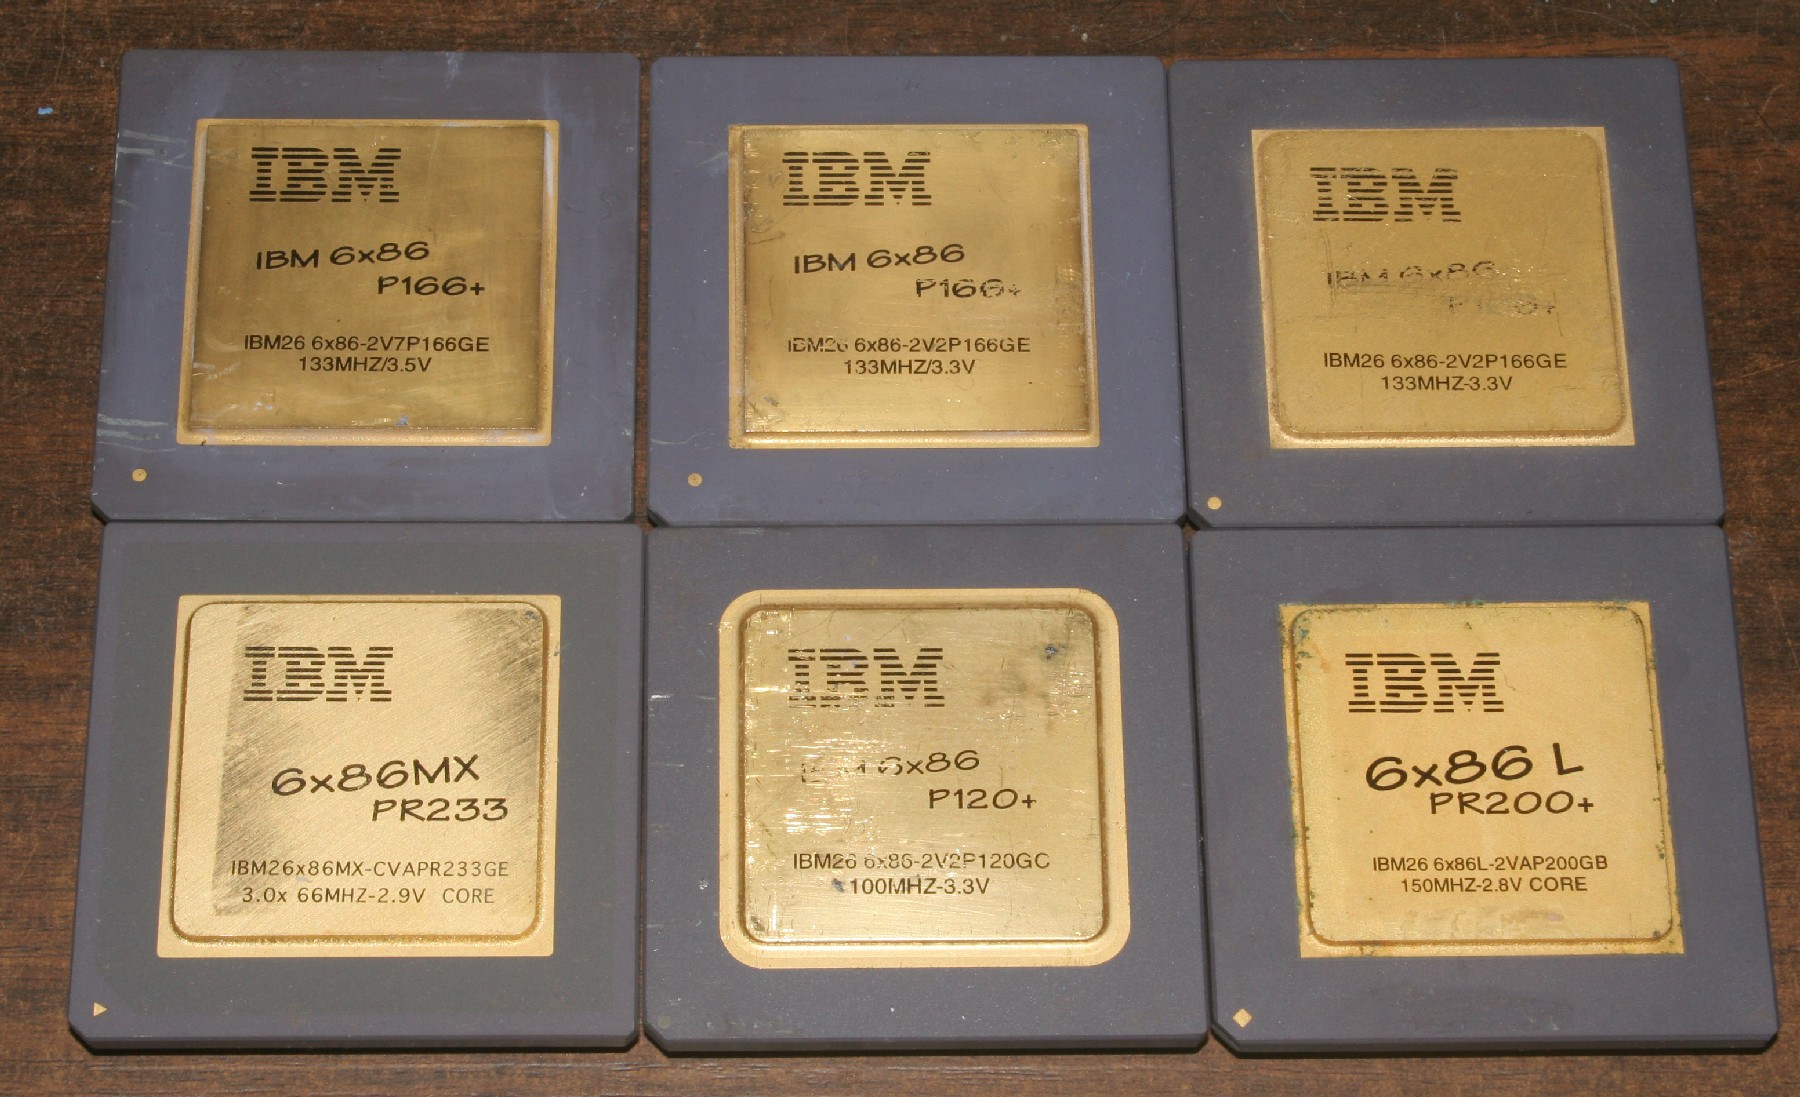 IBM
IBM 6x86
P166+
IBM26 6x86-2V7P166GE
133MHZ/3.5V
IBM
IBM 6x86
P166+
IBM26 6x86-2V2P166GE
133MHZ/3.3V
IBM
IBM 6x86
IBM26 6x86-2V2P166GE
133MHZ-3.3V
IBM
6x86MX
PR233
IBM26x86MX-CVAPR233GE
3.0x 66MHZ-2.9V CORE
IBM
IBM 6x86
P120+
IBM26 6x86-2V2P120GC
100MHZ-3.3V
IBM
6x86 L
PR200+
IBM26 6x86L-2VAP200GB
150MHZ-2.8V CORE